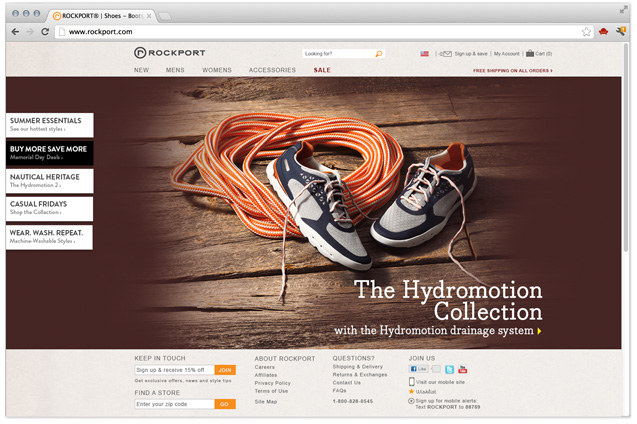 ROCKPORT® | Shoes – Boots
www.rockport.com
ROCKPORT
Looking for?
Sign up & save | My Account | Cart (0)
NEW MENS WOMENS ACCESSORIES SALE
FREE SHIPPING ON ALL ORDERS ›
SUMMER ESSENTIALS
See our hottest styles ›
BUY MORE SAVE MORE
Memorial Day Deals ›
NAUTICAL HERITAGE
The Hydromotion 2 ›
CASUAL FRIDAYS
Shop the Collection ›
WEAR. WASH. REPEAT.
Machine-Washable Styles ›
The Hydromotion
Collection
with the Hydromotion drainage system
KEEP IN TOUCH
Sign up & receive 15% off JOIN
Get exclusive offers, news and style tips
FIND A STORE
Enter your zip code GO
ABOUT ROCKPORT
Careers
Affiliates
Privacy Policy
Terms of Use
Site Map
QUESTIONS?
Shipping & Delivery
Returns & Exchanges
Contact Us
FAQs
1-800-828-0545
JOIN US
Like
You Tube
Visit our mobile site
Sign up for mobile alerts:
Text ROCKPORT to 88769